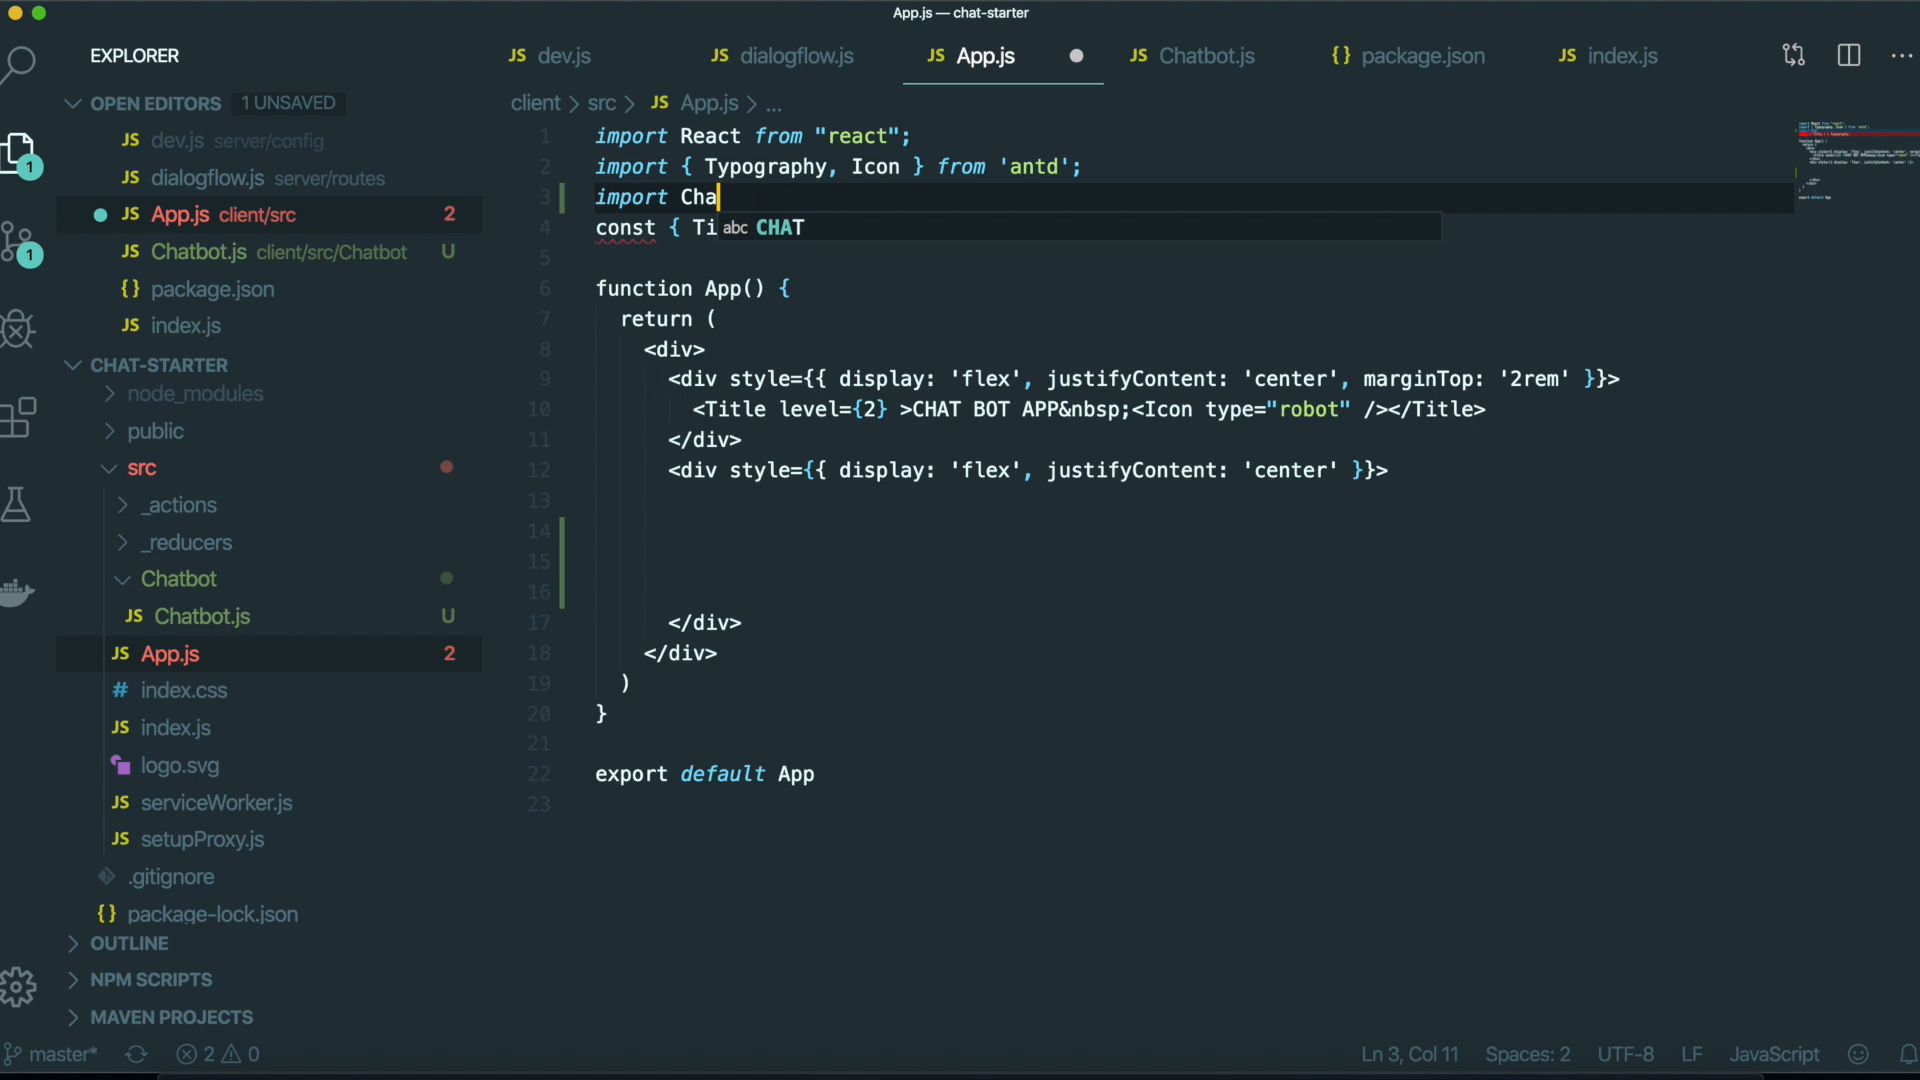 App.js — chat-starter
EXPLORER
OPEN EDITORS 1 UNSAVED
JS dev.js server/config
JS dialogflow.js server/routes
JS App.js client/src 2
JS Chatbot.js client/src/Chatbot U
{} package.json
JS index.js
CHAT-STARTER
node_modules
public
src
_actions
_reducers
Chatbot
JS Chatbot.js U
JS App.js 2
# index.css
JS index.js
logo.svg
JS serviceWorker.js
JS setupProxy.js
.gitignore
{} package-lock.json
OUTLINE
NPM SCRIPTS
MAVEN PROJECTS
1
1
JS dev.js JS dialogflow.js JS App.js JS Chatbot.js {} package.json JS index.js
client > src > JS App.js > ...
1 import React from "react";
2 import { Typography, Icon } from 'antd';
3 import Cha
4 const { Ti abc CHAT
5
6 function App() {
7 return (
8 <div>
9 <div style={{ display: 'flex', justifyContent: 'center', marginTop: '2rem' }}>
10 <Title level={2} >CHAT BOT APP&nbsp;<Icon type="robot" /></Title>
11 </div>
12 <div style={{ display: 'flex', justifyContent: 'center' }}>
13
14
15
16
17 </div>
18 </div>
19 )
20 }
21
22 export default App
23
master* 2 0 Ln 3, Col 11 Spaces: 2 UTF-8 LF JavaScript